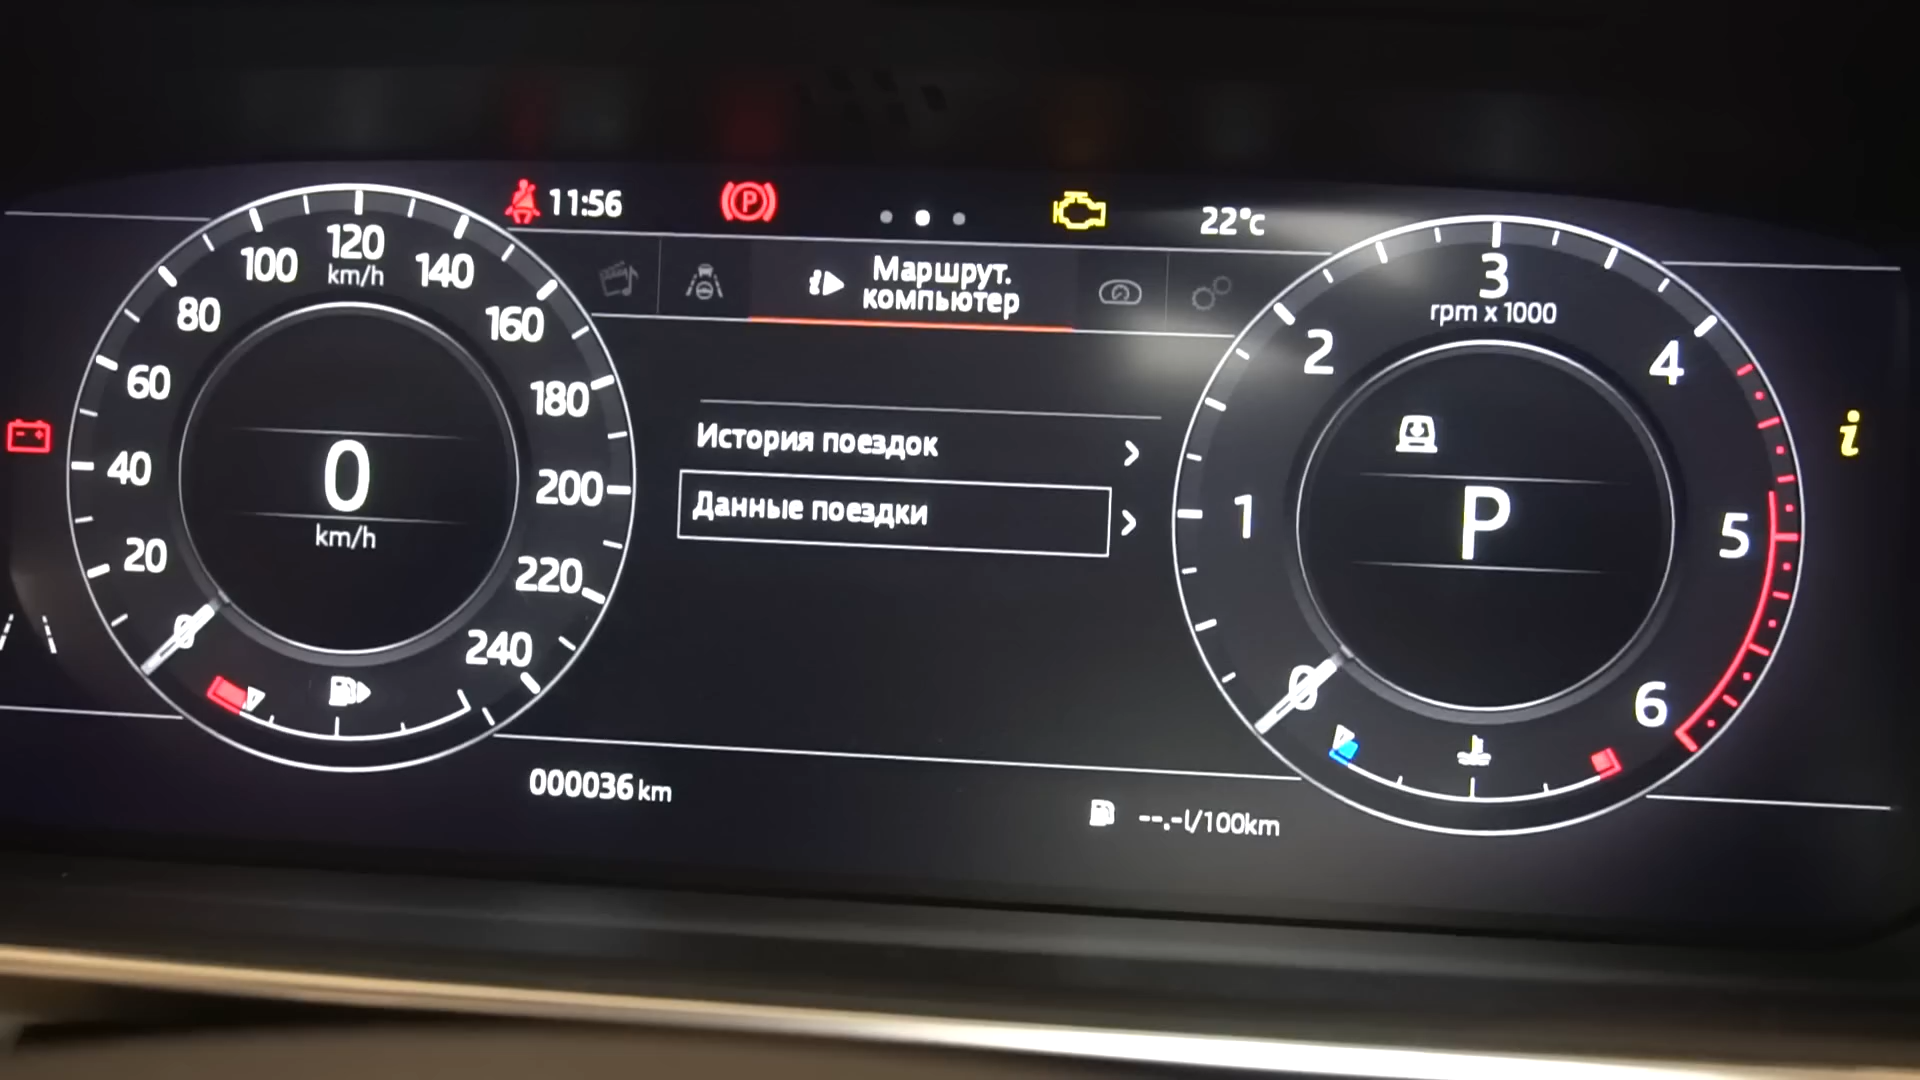 11:56
22°c
Маршрут.
компьютер
История поездок
Данные поездки
0
20
40
60
80
100
120
km/h
140
160
180
200
220
240
0
km/h
0
1
2
3
rpm x 1000
4
5
6
P
000036 km
--.-l/100km